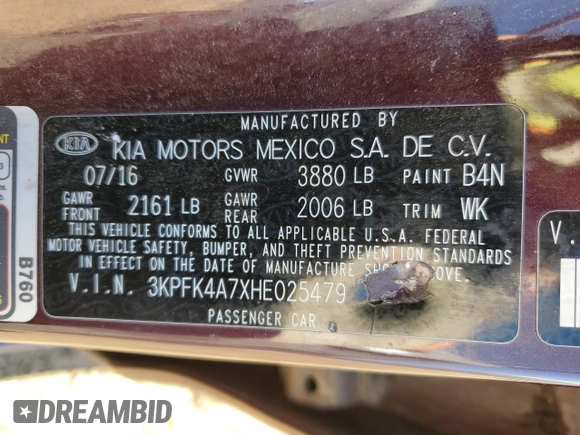 MANUFACTURED BY
KIA KIA MOTORS MEXICO S.A. DE C.V.
07/16 GVWR 3880 LB PAINT B4N
GAWR FRONT 2161 LB GAWR REAR 2006 LB TRIM WK
THIS VEHICLE CONFORMS TO ALL APPLICABLE U.S.A. FEDERAL
MOTOR VEHICLE SAFETY, BUMPER, AND THEFT PREVENTION STANDARDS
IN EFFECT ON THE DATE OF MANUFACTURE SHOWN ABOVE.
V.I.N. 3KPFK4A7XHE025479
PASSENGER CAR
B760
V.
DREAMBID